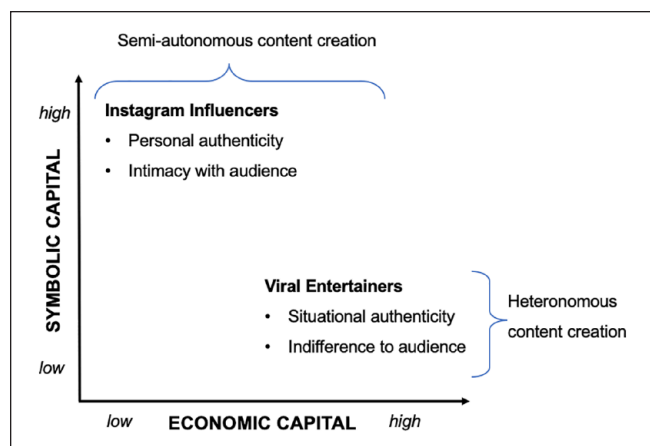 Semi-autonomous content creation
high
Instagram Influencers
• Personal authenticity
• Intimacy with audience
SYMBOLIC CAPITAL
Viral Entertainers
• Situational authenticity
• Indifference to audience
Heteronomous
content creation
low
low ECONOMIC CAPITAL high